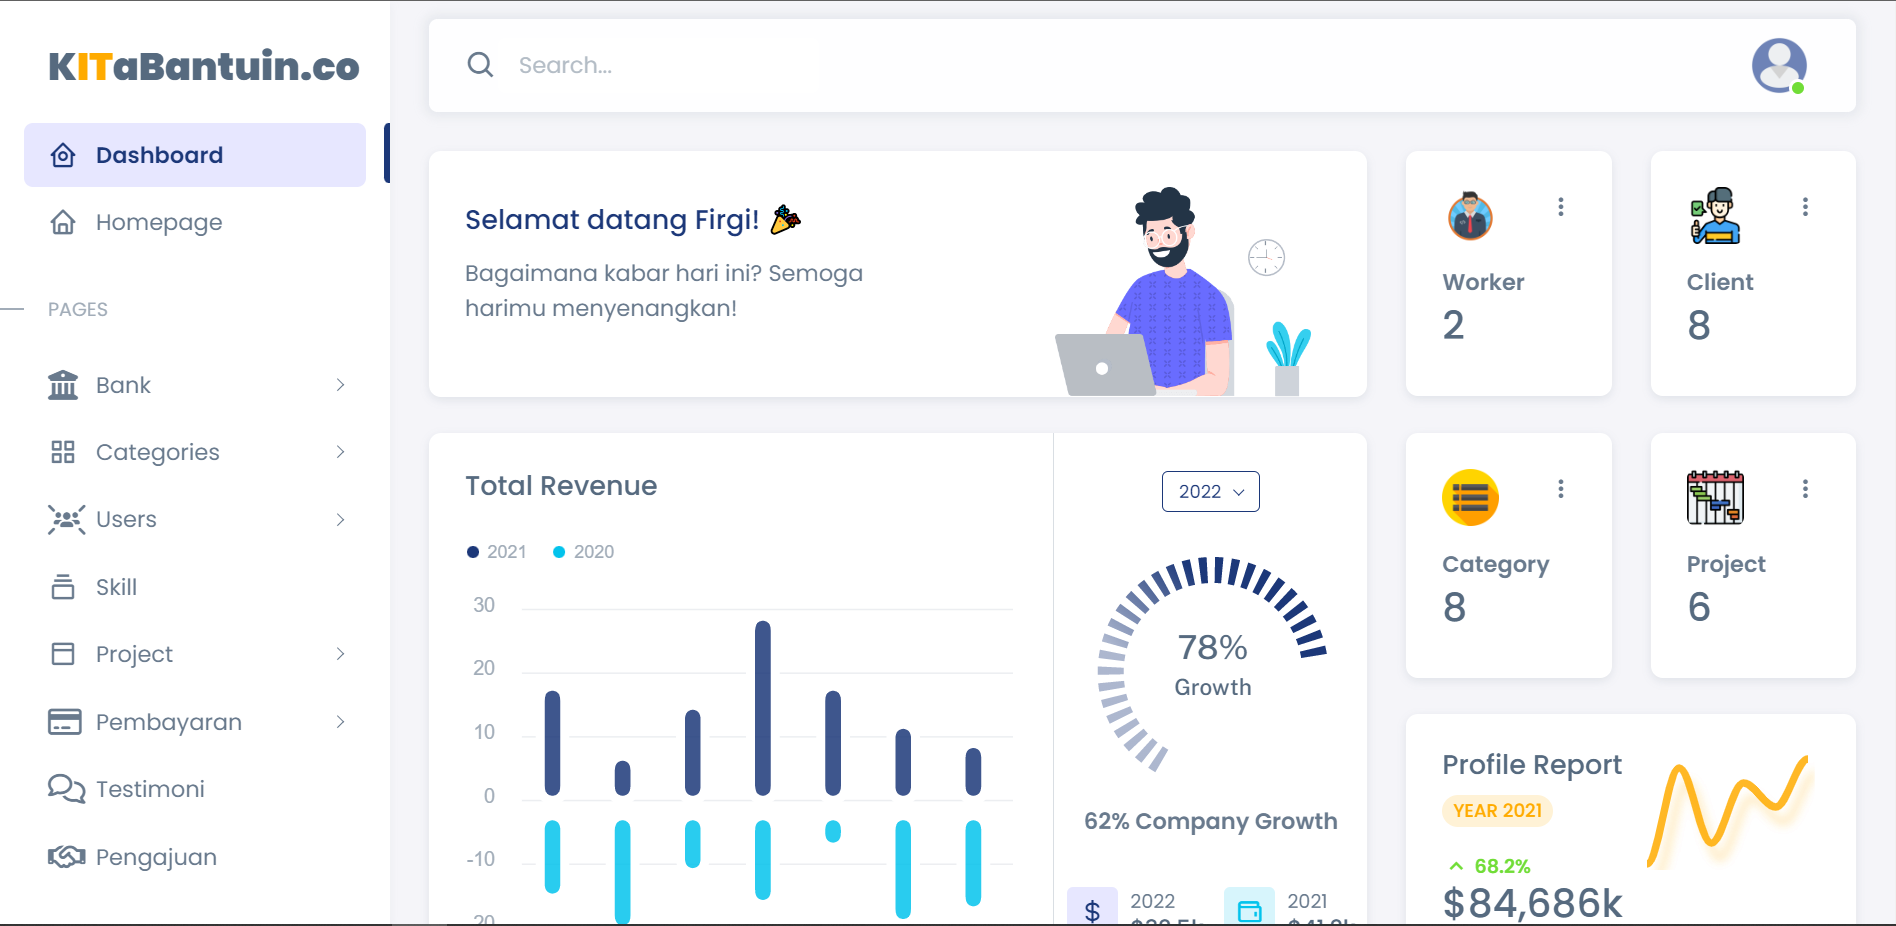 KITaBantuin.co
Search...
Dashboard
Homepage
PAGES
Bank
Categories
Users
Skill
Project
Pembayaran
Testimoni
Pengajuan
Selamat datang Firgi!
Bagaimana kabar hari ini? Semoga
harimu menyenangkan!
Worker
2
Client
8
Total Revenue
2021 2020
30
20
10
0
-10
2022
78%
Growth
62% Company Growth
2022
2021
Category
8
Project
6
Profile Report
YEAR 2021
68.2%
$84,686k